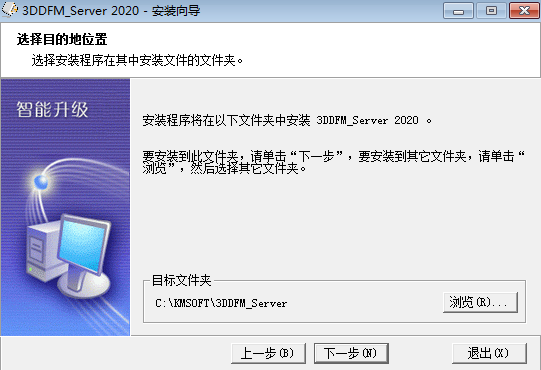 3DDFM_Server 2020 - 安装向导
选择目的地位置
选择安装程序在其中安装文件的文件夹。
智能升级
安装程序将在以下文件夹中安装 3DDFM_Server 2020 。
要安装到此文件夹,请单击“下一步”,要安装到其它文件夹,请单击“
浏览”,然后选择其它文件夹。
目标文件夹
C:\KMSOFT\3DDFM_Server
浏览(R)...
上一步(B)
下一步(N)
退出(X)